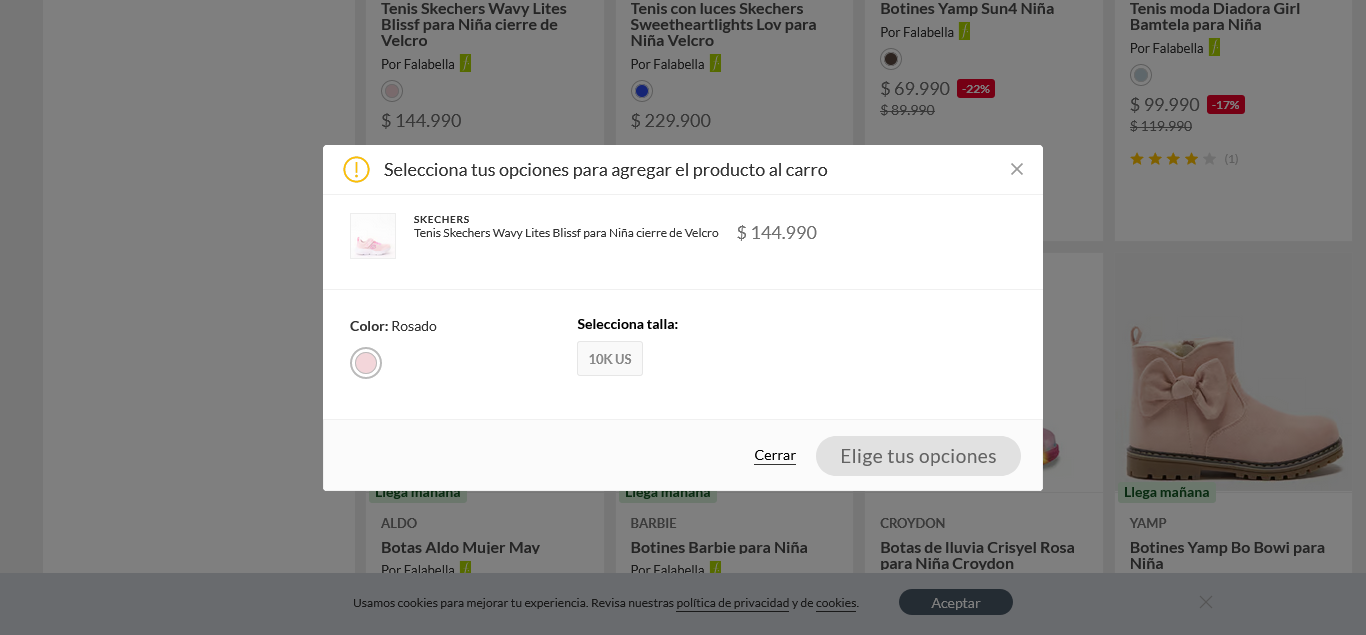 Tenis Skechers Wavy Lites
Blissf para Niña cierre de
Velcro
Por Falabella
$ 144.990
Tenis con luces Skechers
Sweetheartlights Lov para
Niña Velcro
Por Falabella
$ 229.900
Botines Yamp Sun4 Niña
Por Falabella
$ 69.990 -22%
$ 89.990
Tenis moda Diadora Girl
Bamtela para Niña
Por Falabella
$ 99.990 -17%
$ 119.990
(1)
Selecciona tus opciones para agregar el producto al carro
SKECHERS
Tenis Skechers Wavy Lites Blissf para Niña cierre de Velcro
$ 144.990
Color: Rosado
Selecciona talla:
10K US
Cerrar
Elige tus opciones
Llega mañana
ALDO
Botas Aldo Mujer May
Por Falabella
Llega mañana
BARBIE
Botines Barbie para Niña
Por Falabella
CROYDON
Botas de lluvia Crisyel Rosa
para Niña Croydon
Llega mañana
YAMP
Botines Yamp Bo Bowi para
Niña
Usamos cookies para mejorar tu experiencia. Revisa nuestras política de privacidad y de cookies.
Aceptar